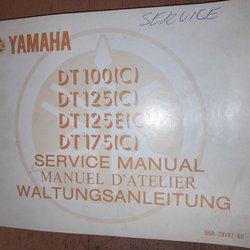 SERVICE
YAMAHA
DT100(C)
DT125(C)
DT125E(C)
DT175(C)
SERVICE MANUAL
MANUEL D'ATELIER
WALTUNGSANLEITUNG